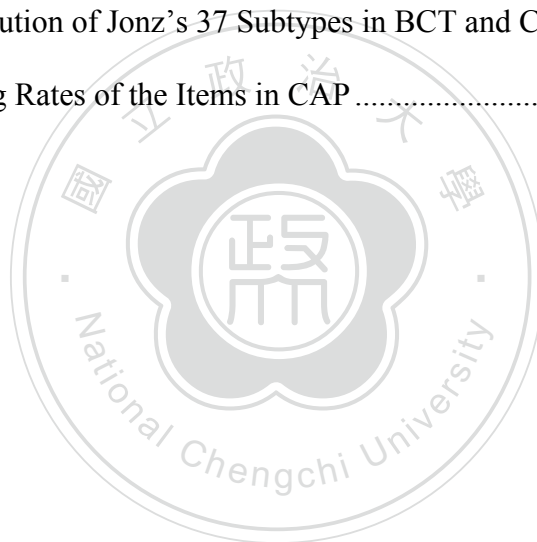 ution of Jonz's 37 Subtypes in BCT and C
g Rates of the Items in CAP ......................
國立政治大學
政
National Chengchi University